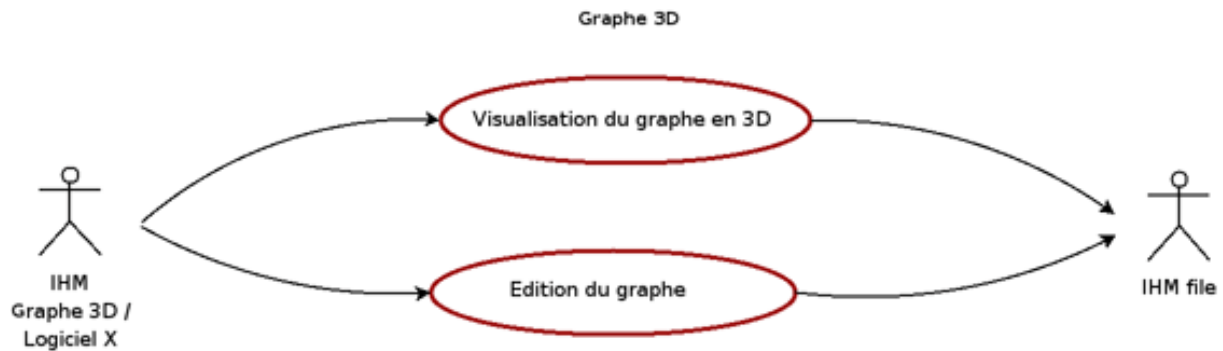 Graphe 3D
Visualisation du graphe en 3D
IHM
Graphe 3D /
Logiciel X
Edition du graphe
IHM file